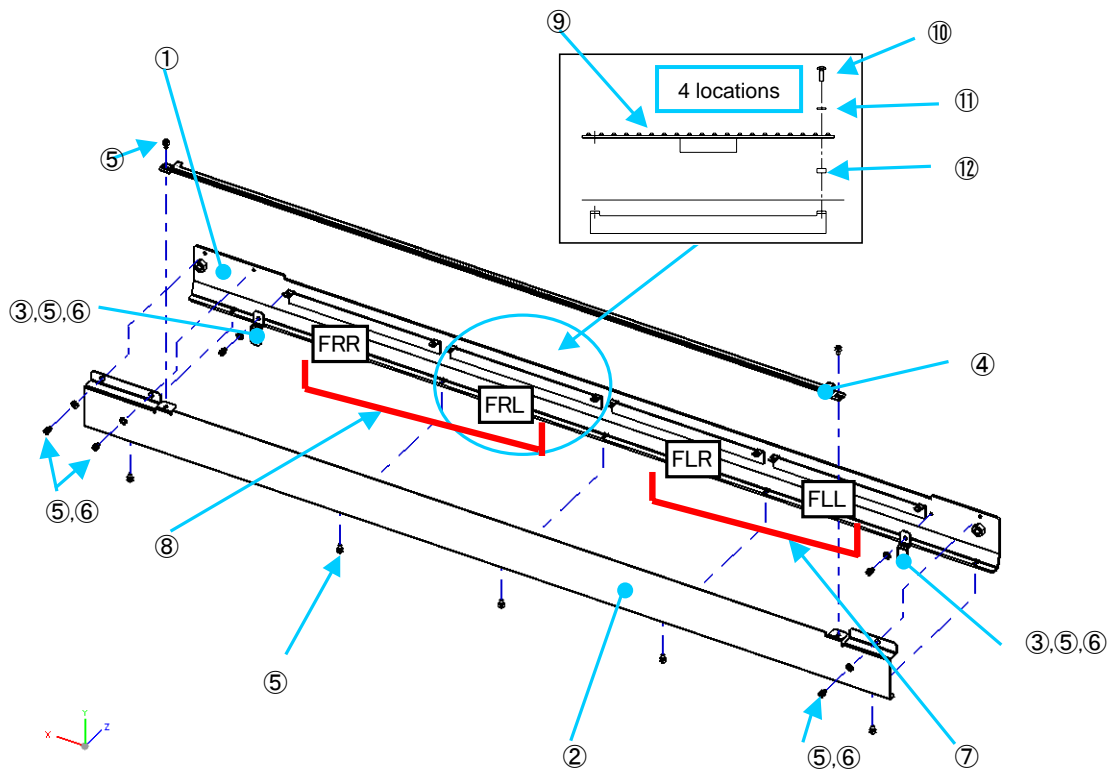 ⑨
⑩
①
4 locations
⑪
⑤
⑫
③,⑤,⑥
FRR
④
FRL
FLR
FLL
⑤,⑥
⑧
③,⑤,⑥
⑤
Y
Z
X
②
⑤,⑥
⑦